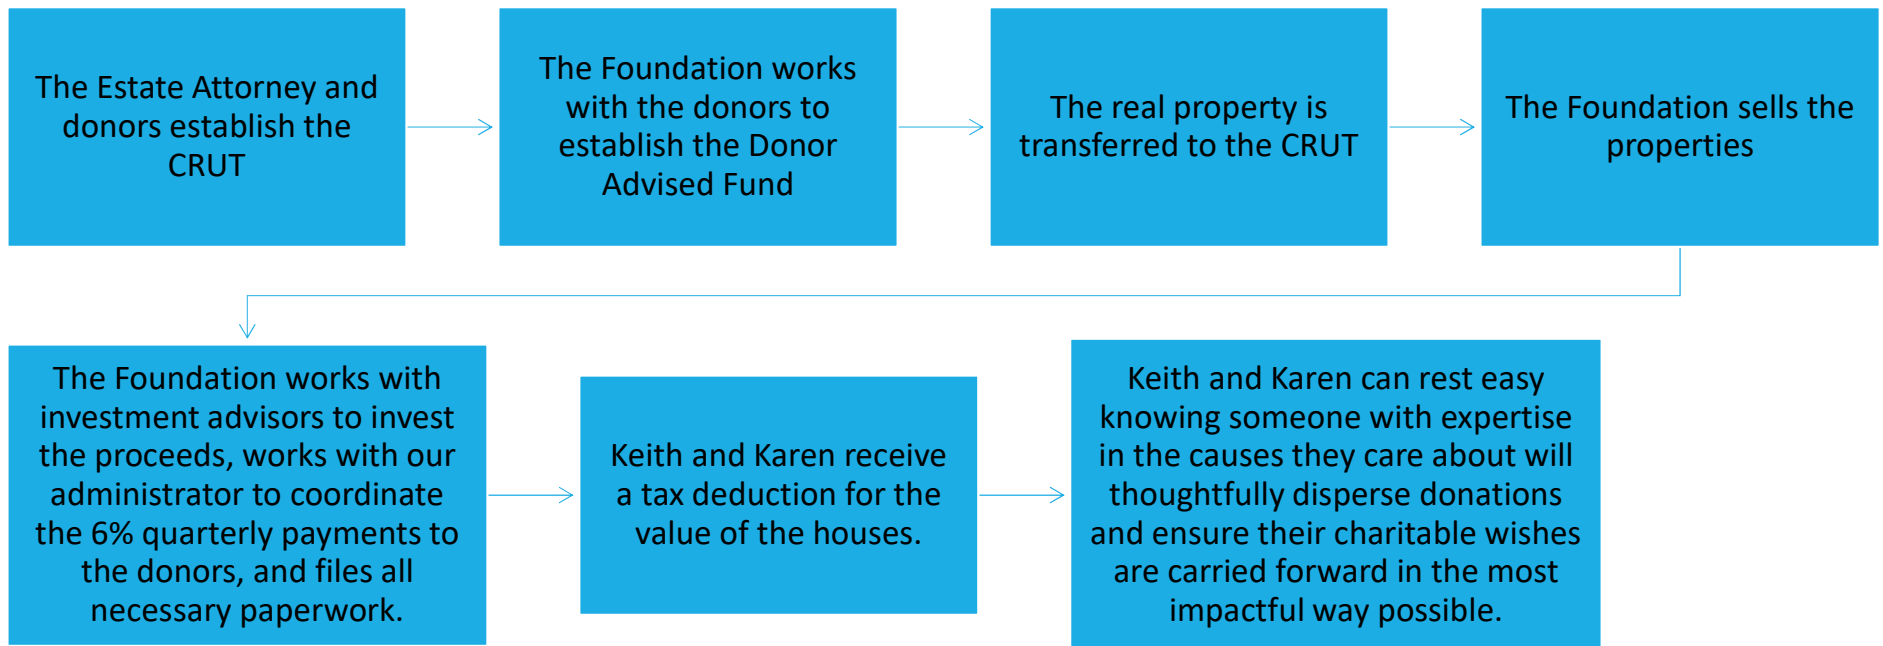 The Estate Attorney and
donors establish the
CRUT
The Foundation works
with the donors to
establish the Donor
Advised Fund
The real property is
transferred to the CRUT
The Foundation sells the
properties
The Foundation works with
investment advisors to invest
the proceeds, works with our
administrator to coordinate
the 6% quarterly payments to
the donors, and files all
necessary paperwork.
Keith and Karen receive
a tax deduction for the
value of the houses.
Keith and Karen can rest easy
knowing someone with expertise
in the causes they care about will
thoughtfully disperse donations
and ensure their charitable wishes
are carried forward in the most
impactful way possible.